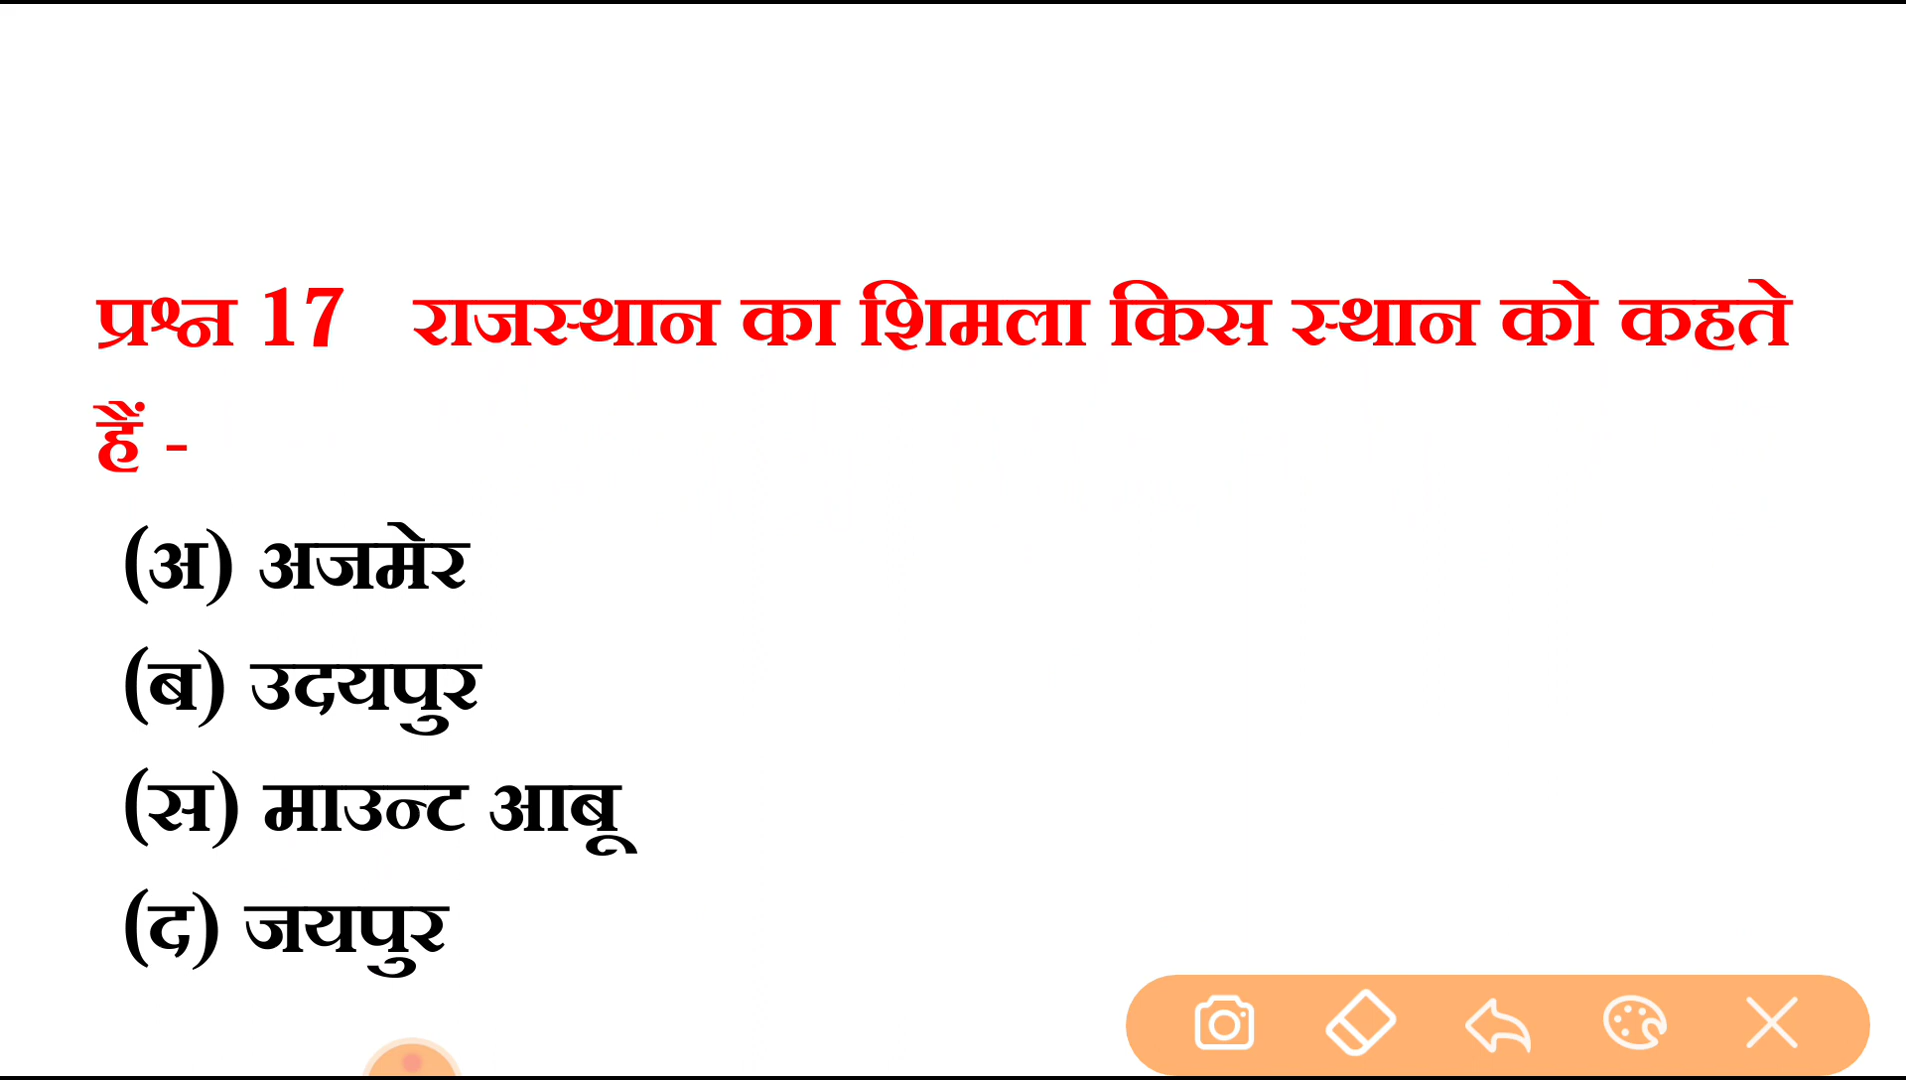 प्रश्न 17 राजस्थान का शिमला किस स्थान को कहते
हैं -
(अ) अजमेर
(ब) उदयपुर
(स) माउन्ट आबू
(द) जयपुर